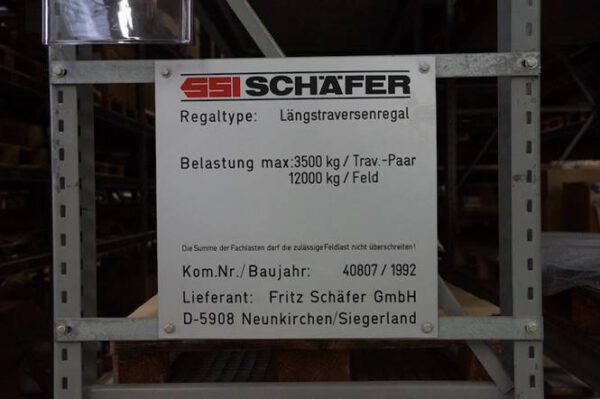 SSI SCHÄFER
Regaltype: Längstraversenregal
Belastung max:3500 kg / Trav.-Paar
12000 kg / Feld
Die Summe der Fachlasten darf die zulässige Feldlast nicht überschreiten!
Kom.Nr./Baujahr: 40807 / 1992
Lieferant: Fritz Schäfer GmbH
D-5908 Neunkirchen/Siegerland